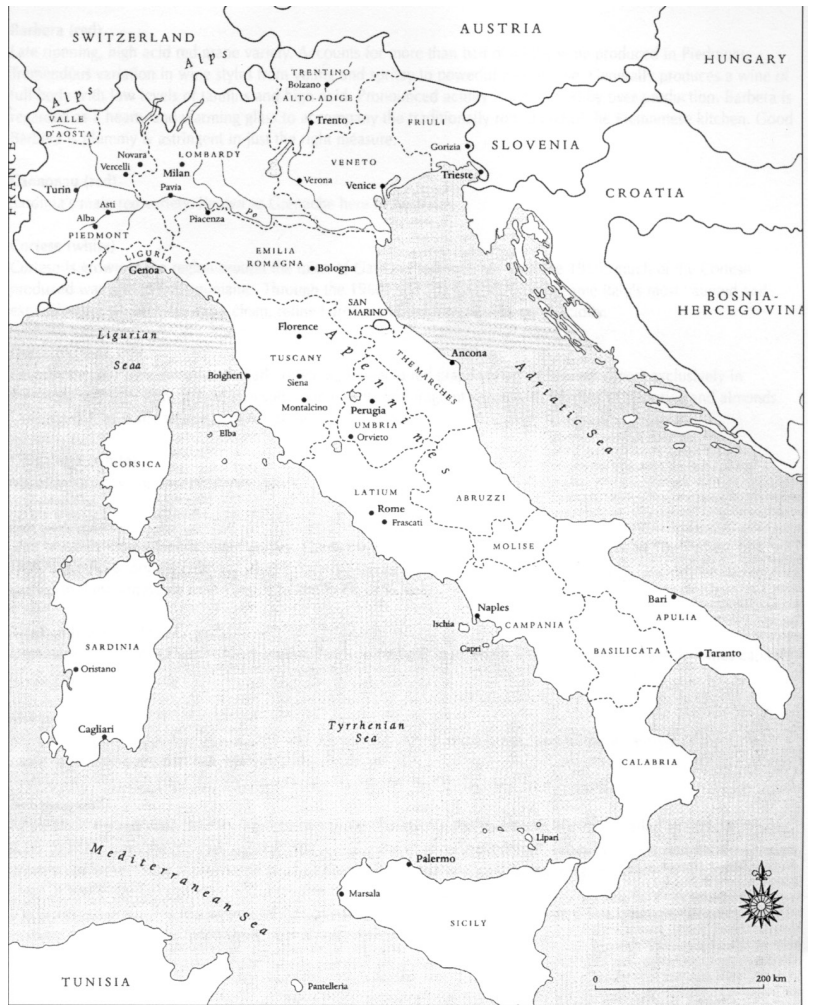 SWITZERLAND
AUSTRIA
HUNGARY
Alps
Alps
TRENTINO
Bolzano
ALTO-ADIGE
VALLE
D'AOSTA
Trento
FRIULI
Gorizia
SLOVENIA
FRANCE
Novara
LOMBARDY
Vercelli
Milan
VENETO
Trieste
Turin
Pavia
Verona
Venice
CROATIA
Asti
Po
Alba
Piacenza
PIEDMONT
LIGURIA
EMILIA
ROMAGNA
Genoa
Bologna
BOSNIA-
HERCEGOVINA
SAN
MARINO
Ligurian
Seaa
Florence
Apennines
Ancona
TUSCANY
THE MARCHES
Adriatic Sea
Bolgheri
Siena
Montalcino
Perugia
UMBRIA
Elba
Orvieto
CORSICA
LATIUM
ABRUZZI
Rome
Frascati
MOLISE
Naples
Bari
Ischia
CAMPANIA
APULIA
Capri
BASILICATA
Taranto
SARDINIA
Oristano
Cagliari
Tyrrhenian
Sea
CALABRIA
Lipari
Mediterranean Sea
Palermo
Marsala
SICILY
TUNISIA
Pantelleria
0 200 km